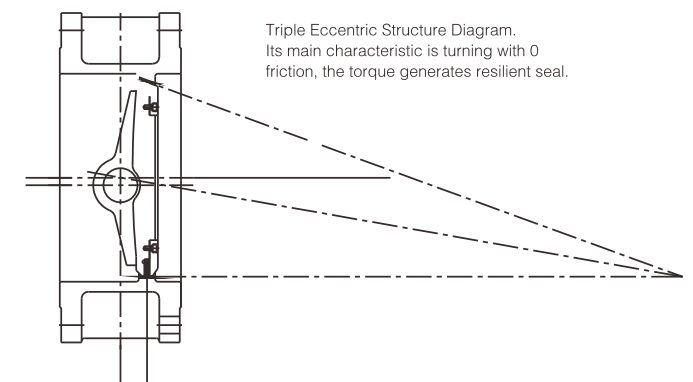 Triple Eccentric Structure Diagram.
Its main characteristic is turning with 0
friction, the torque generates resilient seal.